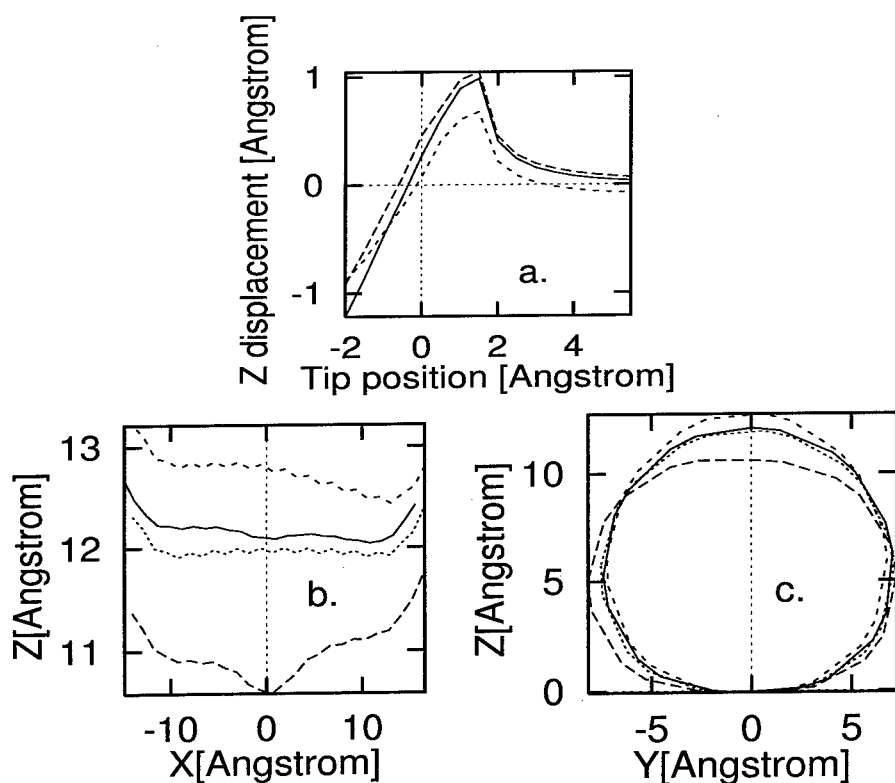 Z displacement [Angstrom]
1
0
-1
a.
-2 0 2 4
Tip position [Angstrom]
Z[Angstrom]
13
12
11
b.
-10 0 10
X[Angstrom]
Z[Angstrom]
10
5
0
c.
-5 0 5
Y[Angstrom]